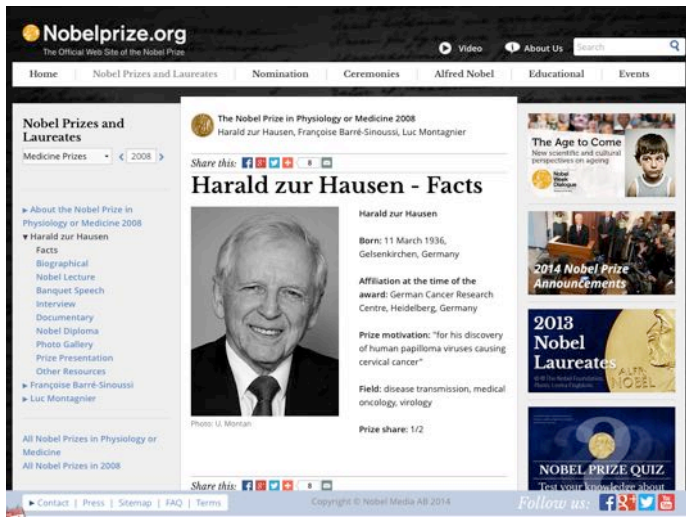 Nobelprize.org
The Official Web Site of the Nobel Prize
Video
About Us
Search
Home
Nobel Prizes and Laureates
Nomination
Ceremonies
Alfred Nobel
Educational
Events
Nobel Prizes and
Laureates
Medicine Prizes
2008
About the Nobel Prize in
Physiology or Medicine 2008
Harald zur Hausen
Facts
Biographical
Nobel Lecture
Banquet Speech
Interview
Documentary
Nobel Diploma
Photo Gallery
Prize Presentation
Other Resources
Françoise Barré-Sinoussi
Luc Montagnier
All Nobel Prizes in Physiology or
Medicine
All Nobel Prizes in 2008
The Nobel Prize in Physiology or Medicine 2008
Harald zur Hausen, Françoise Barré-Sinoussi, Luc Montagnier
Share this:
8
Harald zur Hausen - Facts
Photo: U. Montan
Harald zur Hausen
Born: 11 March 1936,
Gelsenkirchen, Germany
Affiliation at the time of the
award: German Cancer Research
Centre, Heidelberg, Germany
Prize motivation: "for his discovery
of human papilloma viruses causing
cervical cancer"
Field: disease transmission, medical
oncology, virology
Prize share: 1/2
Share this:
8
The Age to Come
New scientific and cultural
perspectives on ageing
Nobel
Week
Dialogue
2014 Nobel Prize
Announcements
2013
Nobel
Laureates
ALFR
NOBEL
NOBEL PRIZE QUIZ
Test your knowledge about
Contact | Press | Sitemap | FAQ | Terms
Copyright © Nobel Media AB 2014
Follow us: